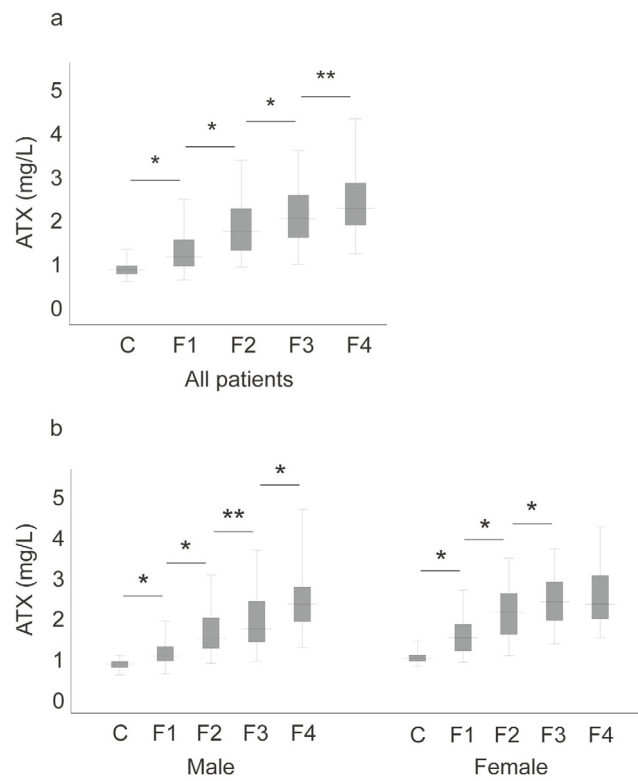 a
ATX (mg/L)
5
4
3
2
1
0
* * * **
C F1 F2 F3 F4
All patients
b
ATX (mg/L)
5
4
3
2
1
0
* * ** *
* * *
C F1 F2 F3 F4 C F1 F2 F3 F4
Male Female